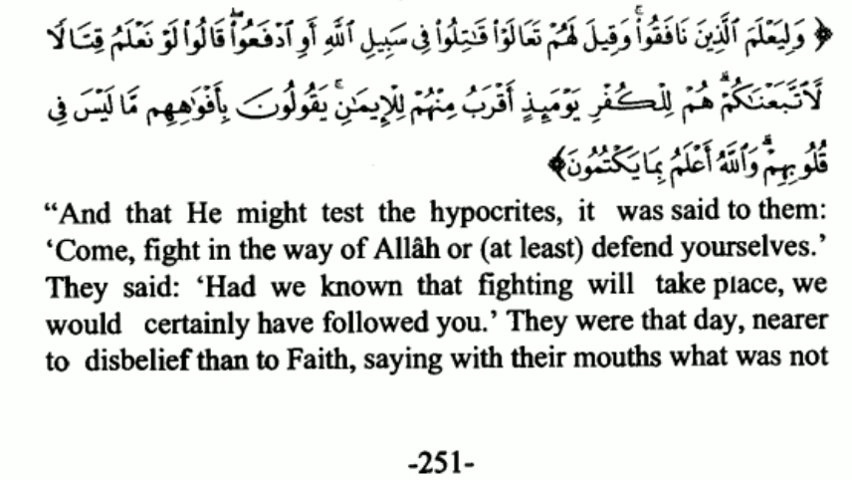 ﴿ وَلِيَعْلَمَ الَّذِينَ نَافَقُوا۟ ۚ وَقِيلَ لَهُمْ تَعَالَوْا۟ قَٰتِلُوا۟ فِى سَبِيلِ ٱللَّهِ أَوِ ٱدْفَعُوا۟ ۖ قَالُوا۟ لَوْ نَعْلَمُ قِتَالًا
لَّٱتَّبَعْنَٰكُمْ ۗ هُمْ لِلْكُفْرِ يَوْمَئِذٍ أَقْرَبُ مِنْهُمْ لِلْإِيمَٰنِ ۚ يَقُولُونَ بِأَفْوَٰهِهِم مَّا لَيْسَ فِى
قُلُوبِهِمْ ۗ وَٱللَّهُ أَعْلَمُ بِمَا يَكْتُمُونَ ﴾
“And that He might test the hypocrites, it was said to them:
‘Come, fight in the way of Allâh or (at least) defend yourselves.’
They said: ‘Had we known that fighting will take place, we
would certainly have followed you.’ They were that day, nearer
to disbelief than to Faith, saying with their mouths what was not
-251-